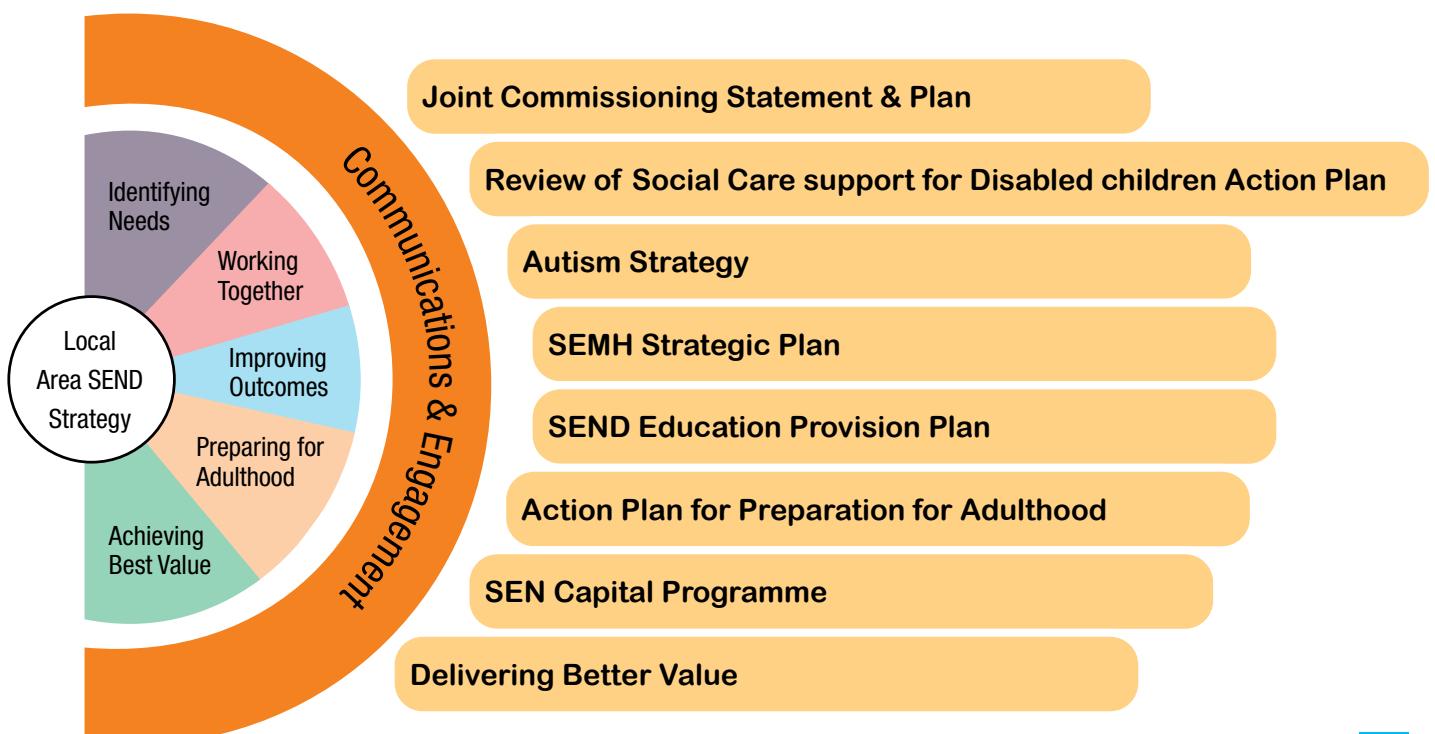 Local
Area SEND
Strategy
Identifying
Needs
Working
Together
Improving
Outcomes
Preparing for
Adulthood
Achieving
Best Value
Communications & Engagement
Joint Commissioning Statement & Plan
Review of Social Care support for Disabled children Action Plan
Autism Strategy
SEMH Strategic Plan
SEND Education Provision Plan
Action Plan for Preparation for Adulthood
SEN Capital Programme
Delivering Better Value